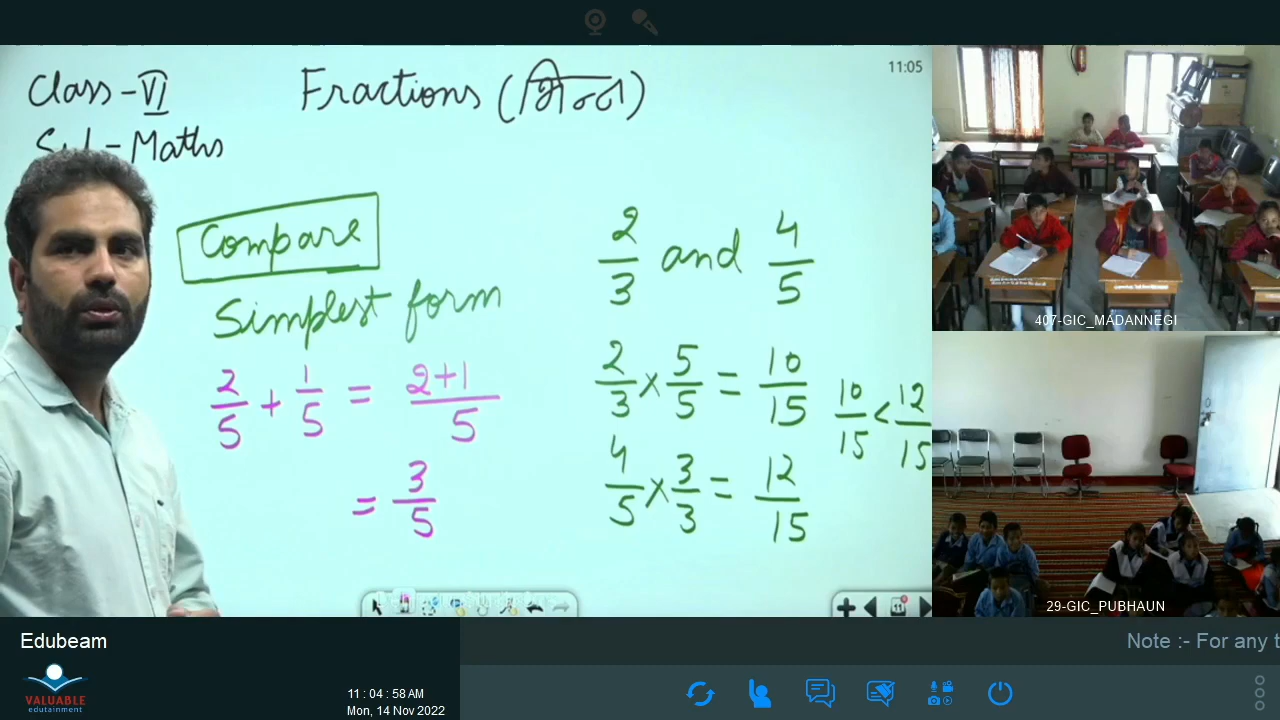 11:05
Class - VI
Fractions (भिन्न)
Sub - Maths
Compare
Simplest form
2/5 + 1/5 = 2+1/5
= 3/5
2/3 and 4/5
2/3 × 5/5 = 10/15
10/15 < 12/15
4/5 × 3/3 = 12/15
407-GIC_MADANNEGI
29-GIC_PUBHAUN
Edubeam
Note :- For any t
VALUABLE
edutainment
11 : 04 : 58 AM
Mon, 14 Nov 2022